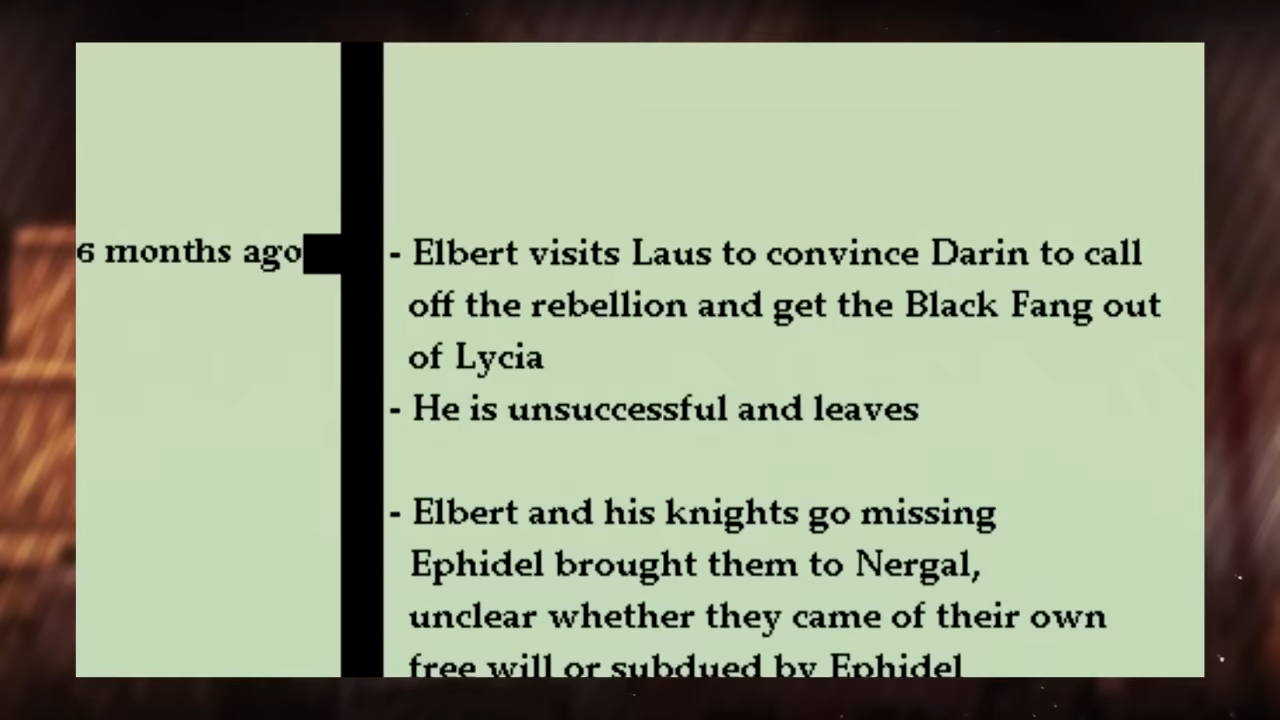 6 months ago
- Elbert visits Laus to convince Darin to call
off the rebellion and get the Black Fang out
of Lycia
- He is unsuccessful and leaves
- Elbert and his knights go missing
Ephidel brought them to Nergal,
unclear whether they came of their own
free will or subdued by Ephidel